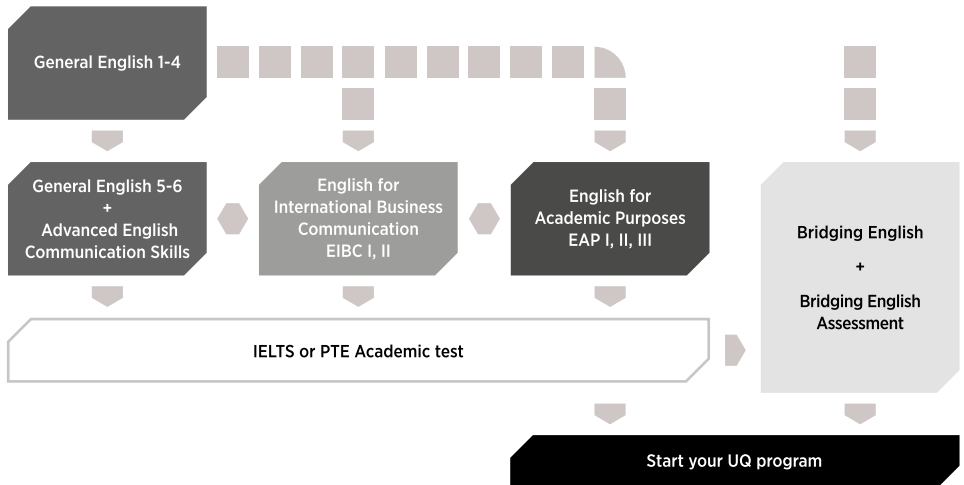 General English 1-4
General English 5-6
+
Advanced English
Communication Skills
English for
International Business
Communication
EIBC I, II
English for
Academic Purposes
EAP I, II, III
Bridging English
+
Bridging English
Assessment
IELTS or PTE Academic test
Start your UQ program